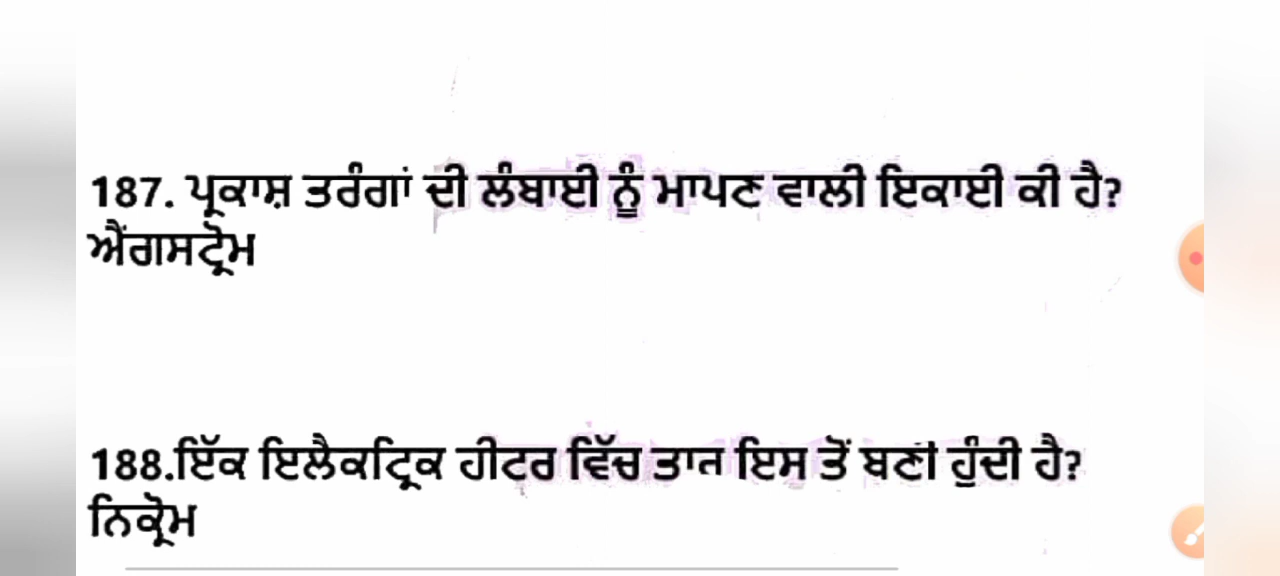 187. ਪ੍ਰਕਾਸ਼ ਤਰੰਗਾਂ ਦੀ ਲੰਬਾਈ ਨੂੰ ਮਾਪਣ ਵਾਲੀ ਇਕਾਈ ਕੀ ਹੈ?
ਐਂਗਸਟ੍ਰੋਮ
188.ਇੱਕ ਇਲੈਕਟ੍ਰਿਕ ਹੀਟਰ ਵਿੱਚ ਤਾਰ ਇਸ ਤੋਂ ਬਣੀ ਹੁੰਦੀ ਹੈ?
ਨਿਕ੍ਰੋਮ